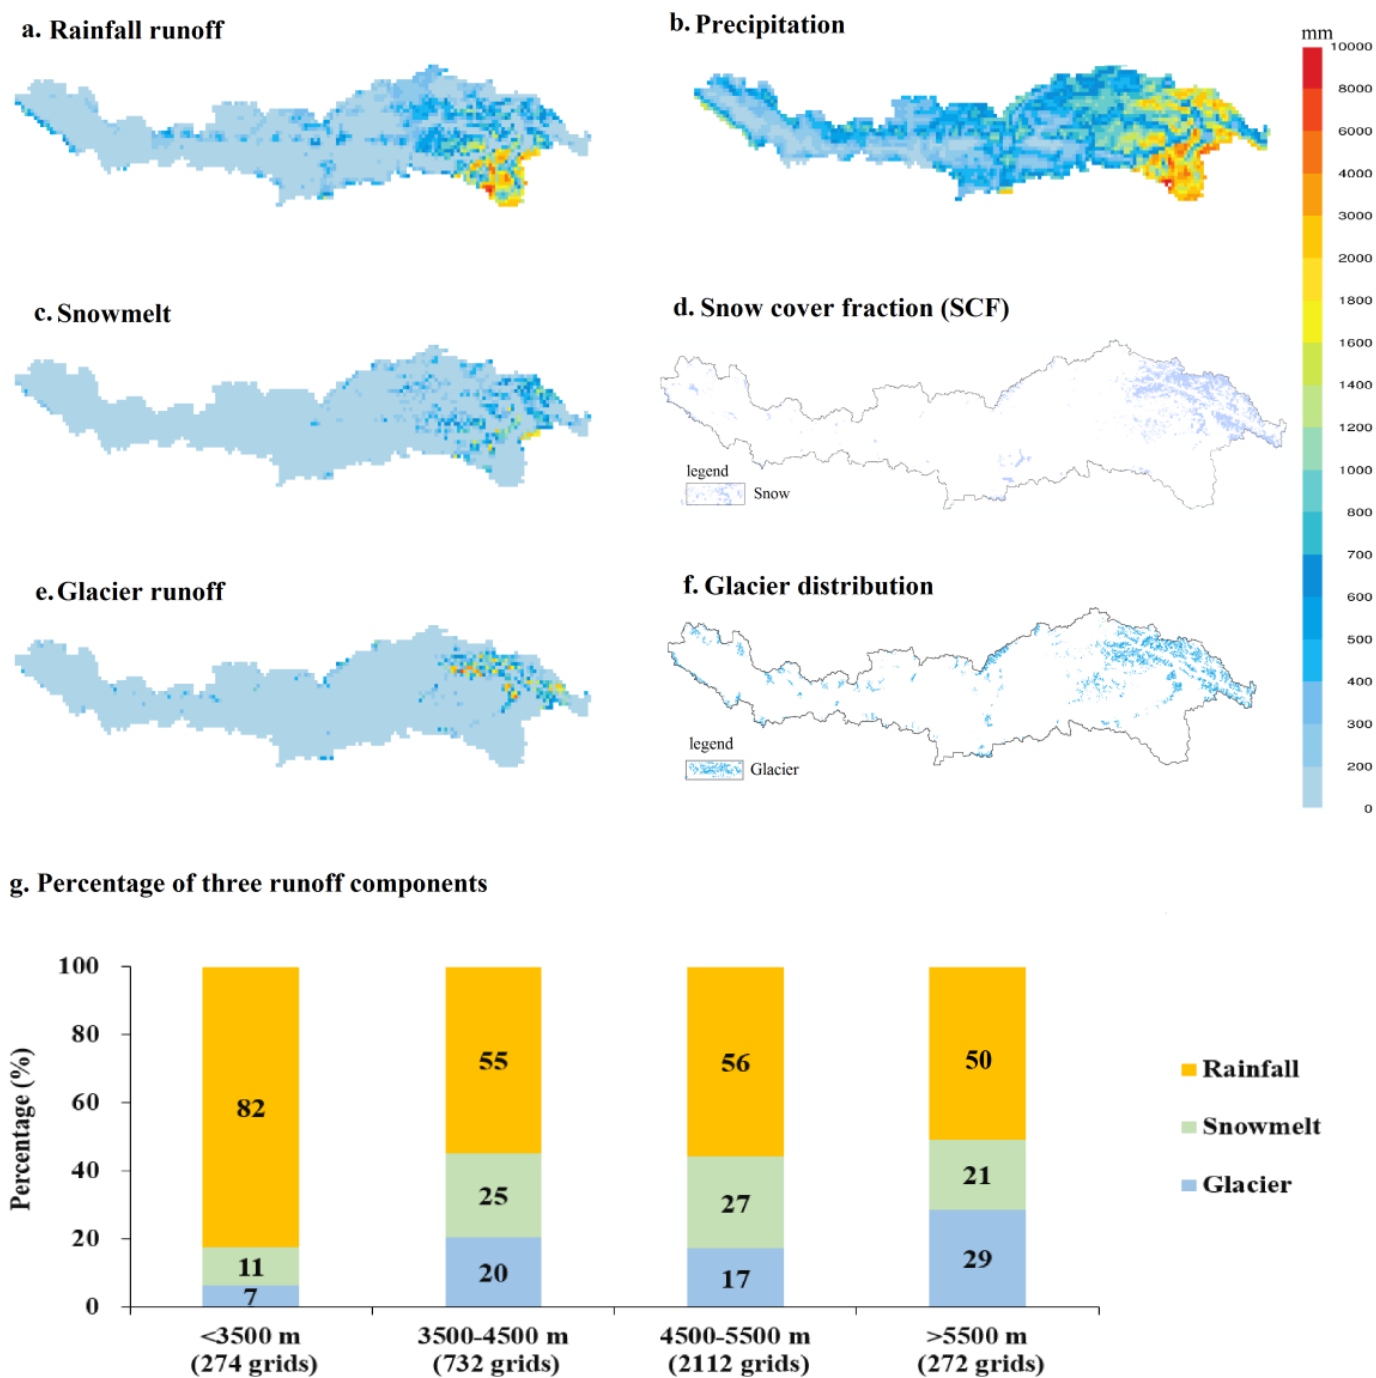 a. Rainfall runoff
b. Precipitation
mm
10000
8000
6000
4000
3000
2000
1800
1600
1400
1200
1000
800
700
600
500
400
300
200
0
c. Snowmelt
d. Snow cover fraction (SCF)
legend
Snow
e. Glacier runoff
f. Glacier distribution
legend
Glacier
g. Percentage of three runoff components
Percentage (%)
100
80
60
40
20
0
82
11
7
55
25
20
56
27
17
50
21
29
<3500 m
(274 grids)
3500-4500 m
(732 grids)
4500-5500 m
(2112 grids)
>5500 m
(272 grids)
Rainfall
Snowmelt
Glacier